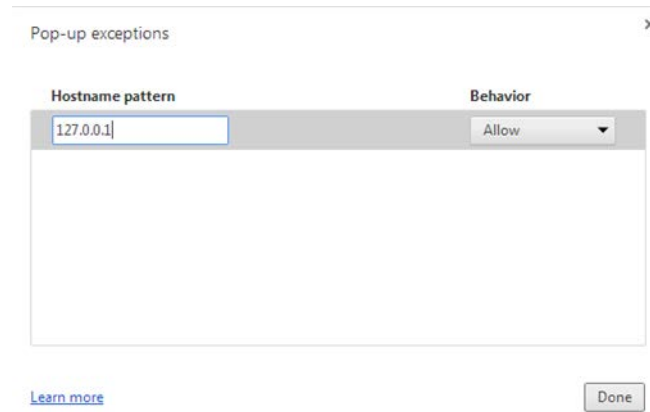 Pop-up exceptions
Hostname pattern Behavior
127.0.0.1 Allow
Learn more Done